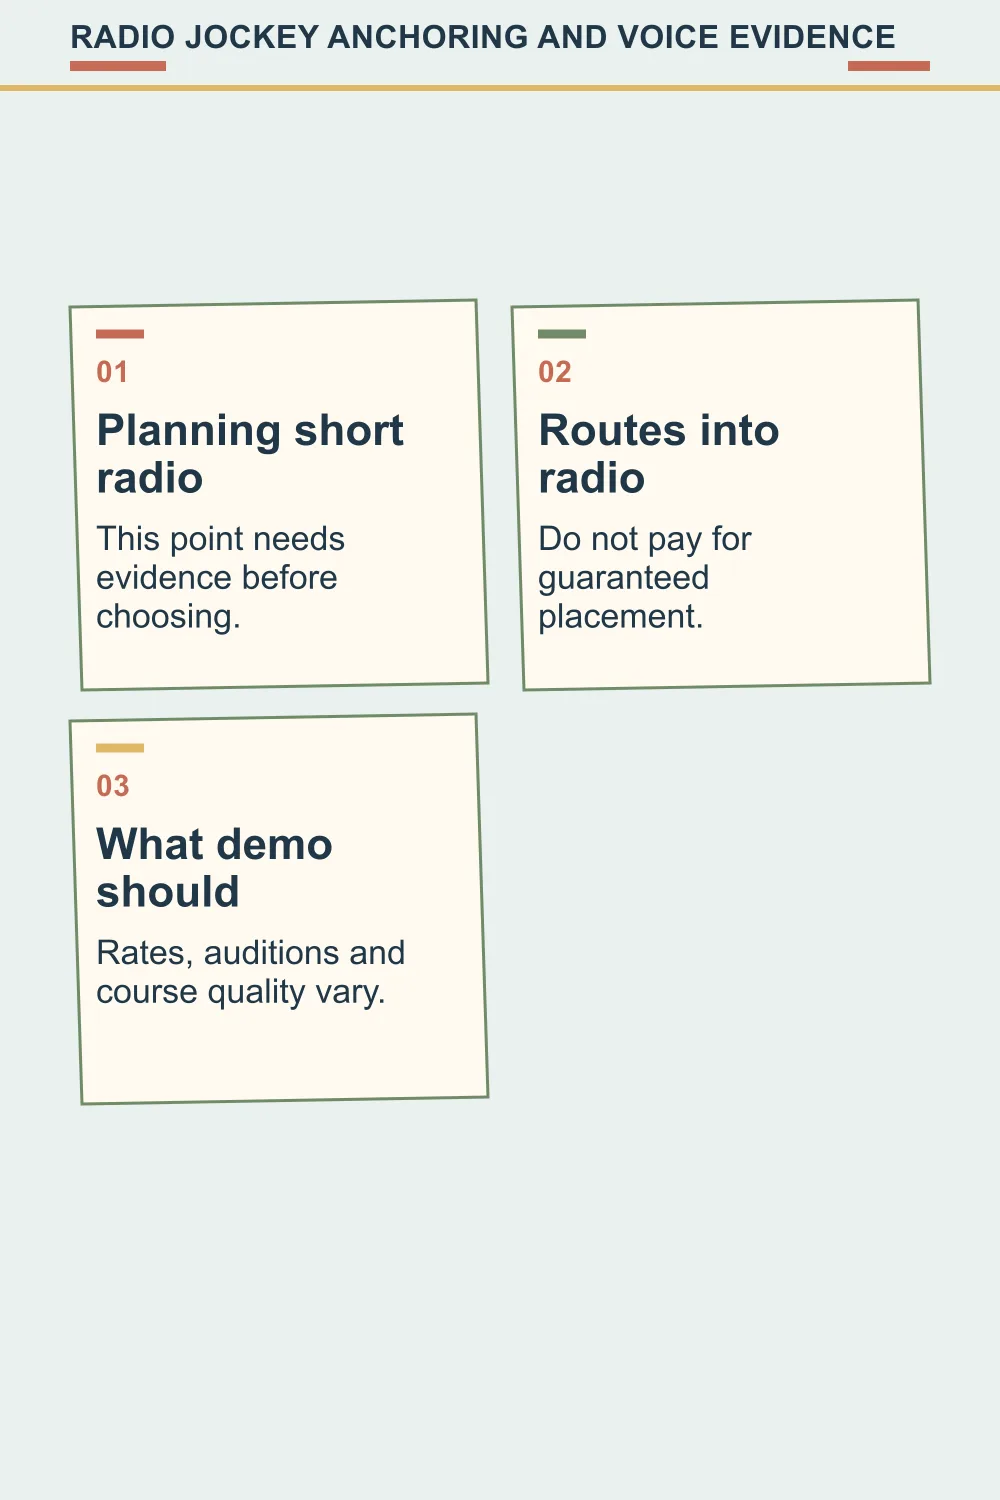 RADIO JOCKEY ANCHORING AND VOICE EVIDENCE
01
Planning short
radio
This point needs
evidence before
choosing.
02
Routes into
radio
Do not pay for
guaranteed
placement.
03
What demo
should
Rates, auditions and
course quality vary.